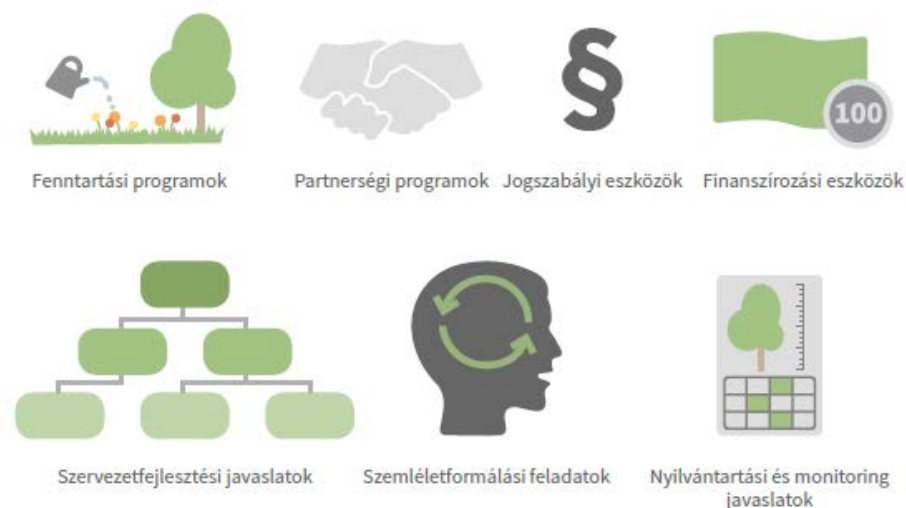 §
100
Fenntartási programok
Partnerségi programok
Jogszabályi eszközök
Finanszírozási eszközök
Szervezetfejlesztési javaslatok
Szemléletformálási feladatok
Nyilvántartási és monitoring
javaslatok